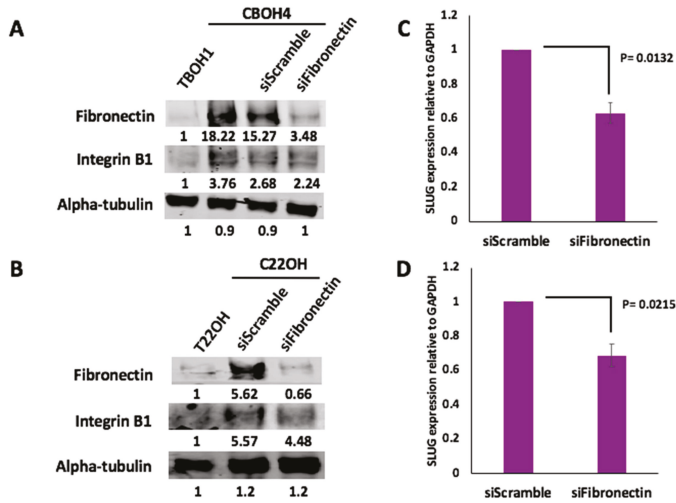 A
CBOH4
TBOH1
siScramble
siFibronectin
Fibronectin
1 18.22 15.27 3.48
Integrin B1
1 3.76 2.68 2.24
Alpha-tubulin
1 0.9 0.9 1
B
C22OH
T22OH
siScramble
siFibronectin
Fibronectin
1 5.62 0.66
Integrin B1
1 5.57 4.48
Alpha-tubulin
1 1.2 1.2
C
SLUG expression relative to GAPDH
1.2
1
0.8
0.6
0.4
0.2
0
P= 0.0132
siScramble siFibronectin
D
SLUG expression relative to GAPDH
1.2
1
0.8
0.6
0.4
0.2
0
P= 0.0215
siScramble siFibronectin